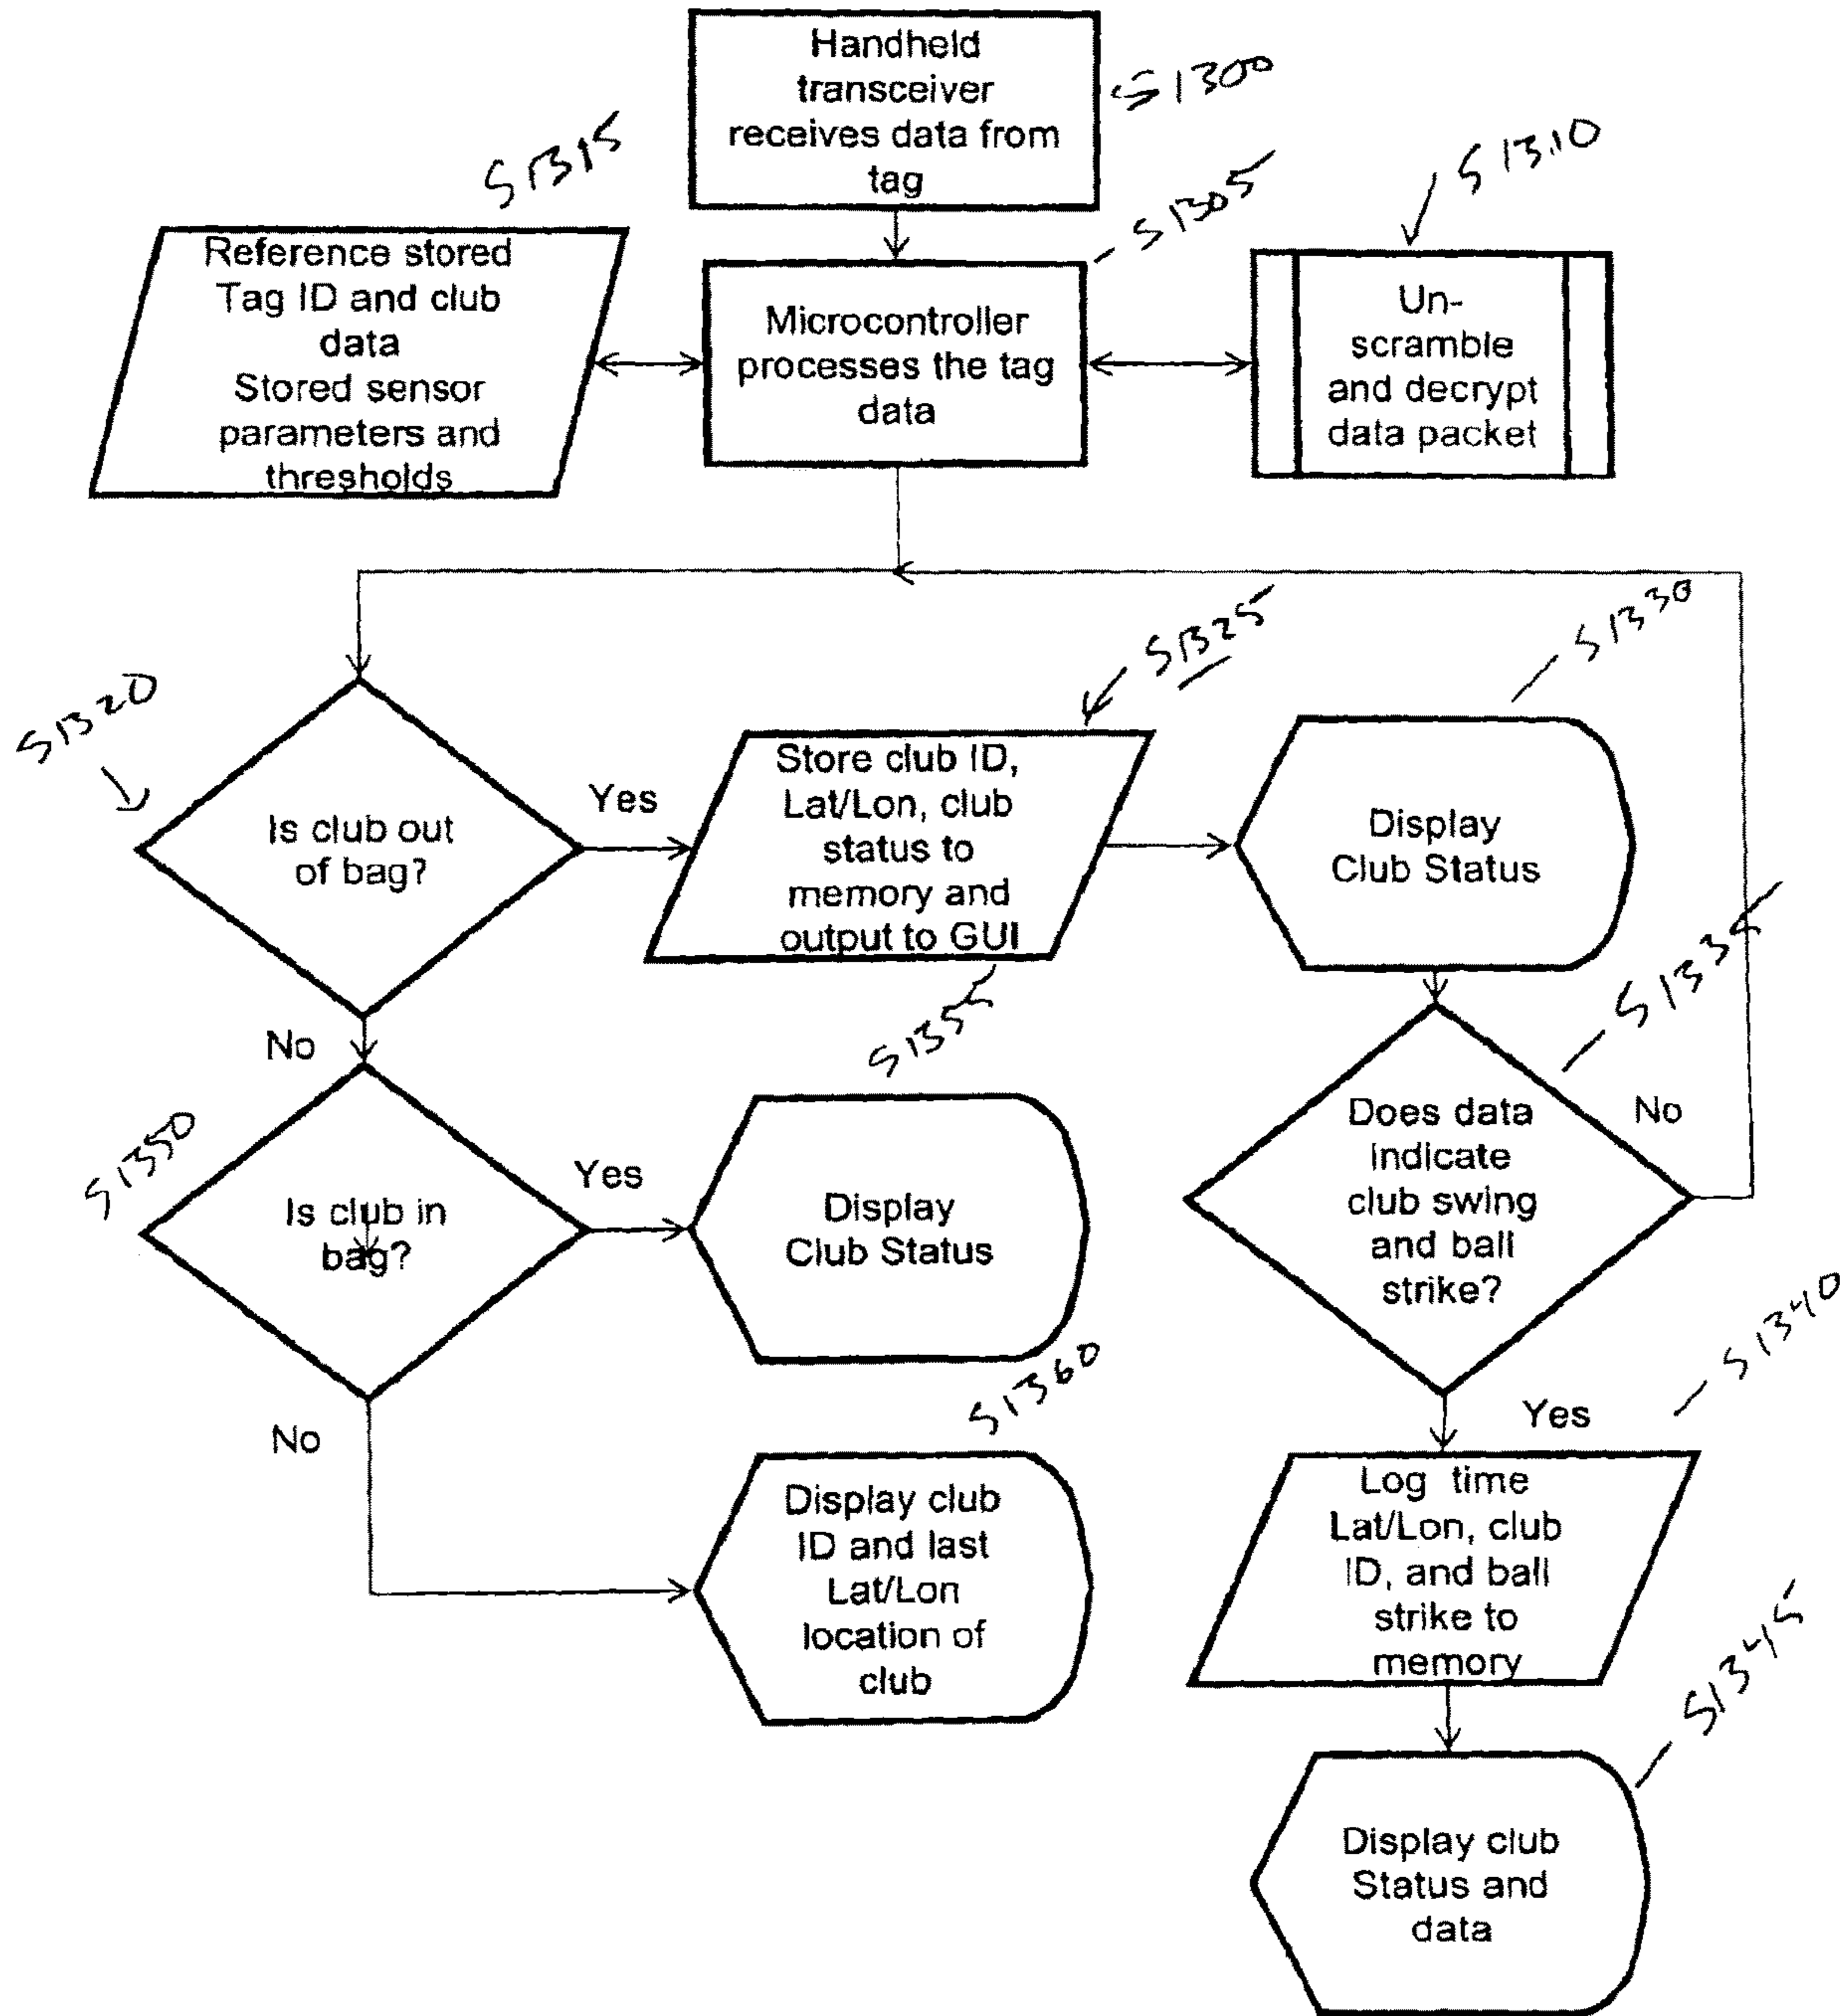 Handheld
transceiver
receives data from
tag
S1300
S1315
S1305
S1310
Reference stored
Tag ID and club
data
Stored sensor
parameters and
thresholds
Microcontroller
processes the tag
data
Un-
scramble
and decrypt
data packet
S1320
S1325
S1330
Is club out
of bag?
Yes
Store club ID,
Lat/Lon, club
status to
memory and
output to GUI
Display
Club Status
No
S1355
S1335
S1350
Is club in
bag?
Yes
Display
Club Status
Does data
indicate
club swing
and ball
strike?
No
S1340
Yes
No
S1360
Display club
ID and last
Lat/Lon
location of
club
Log time
Lat/Lon, club
ID, and ball
strike to
memory
S1345
Display club
Status and
data